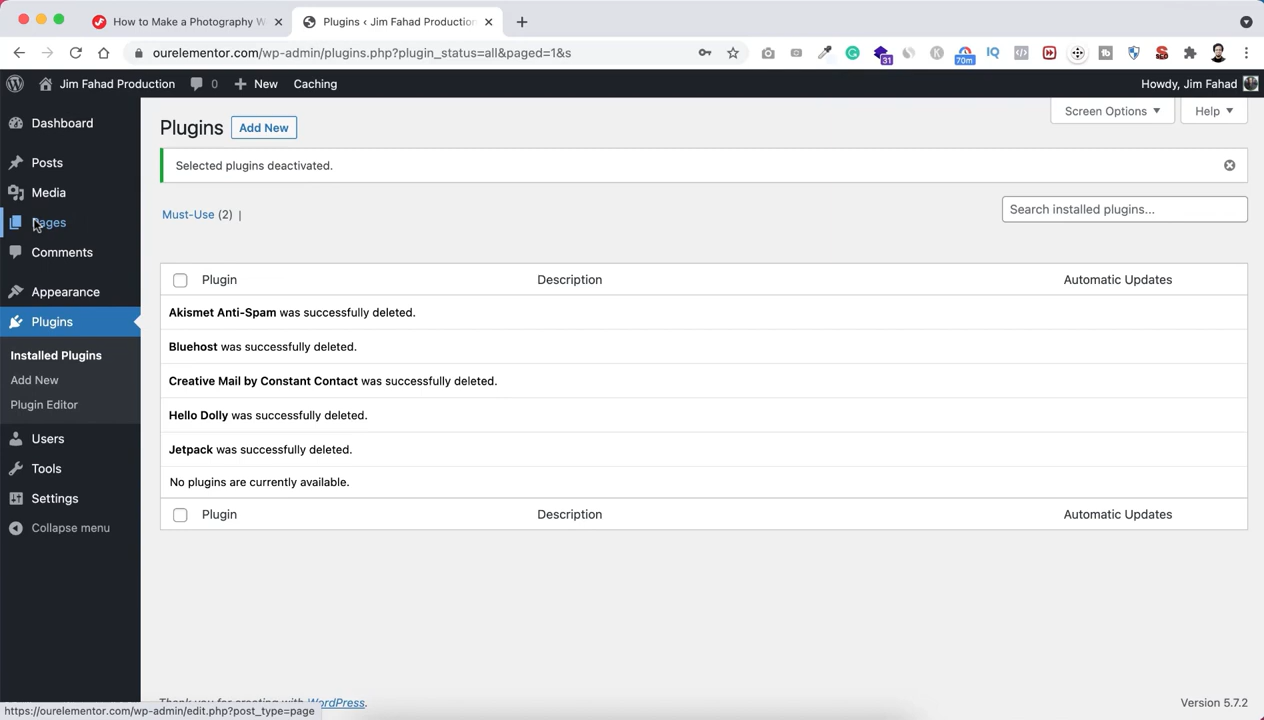 How to Make a Photography W
Plugins ‹ Jim Fahad Production
ourelementor.com/wp-admin/plugins.php?plugin_status=all&paged=1&s
31
70m
IQ
Jim Fahad Production
0
New
Caching
Howdy, Jim Fahad
Dashboard
Posts
Media
Pages
Comments
Appearance
Plugins
Installed Plugins
Add New
Plugin Editor
Users
Tools
Settings
Collapse menu
Plugins
Add New
Screen Options
Help
Selected plugins deactivated.
Must-Use (2) |
Search installed plugins...
Plugin Description Automatic Updates
Akismet Anti-Spam was successfully deleted.
Bluehost was successfully deleted.
Creative Mail by Constant Contact was successfully deleted.
Hello Dolly was successfully deleted.
Jetpack was successfully deleted.
No plugins are currently available.
Plugin Description Automatic Updates
Thank you for creating with WordPress.
Version 5.7.2
https://ourelementor.com/wp-admin/edit.php?post_type=page